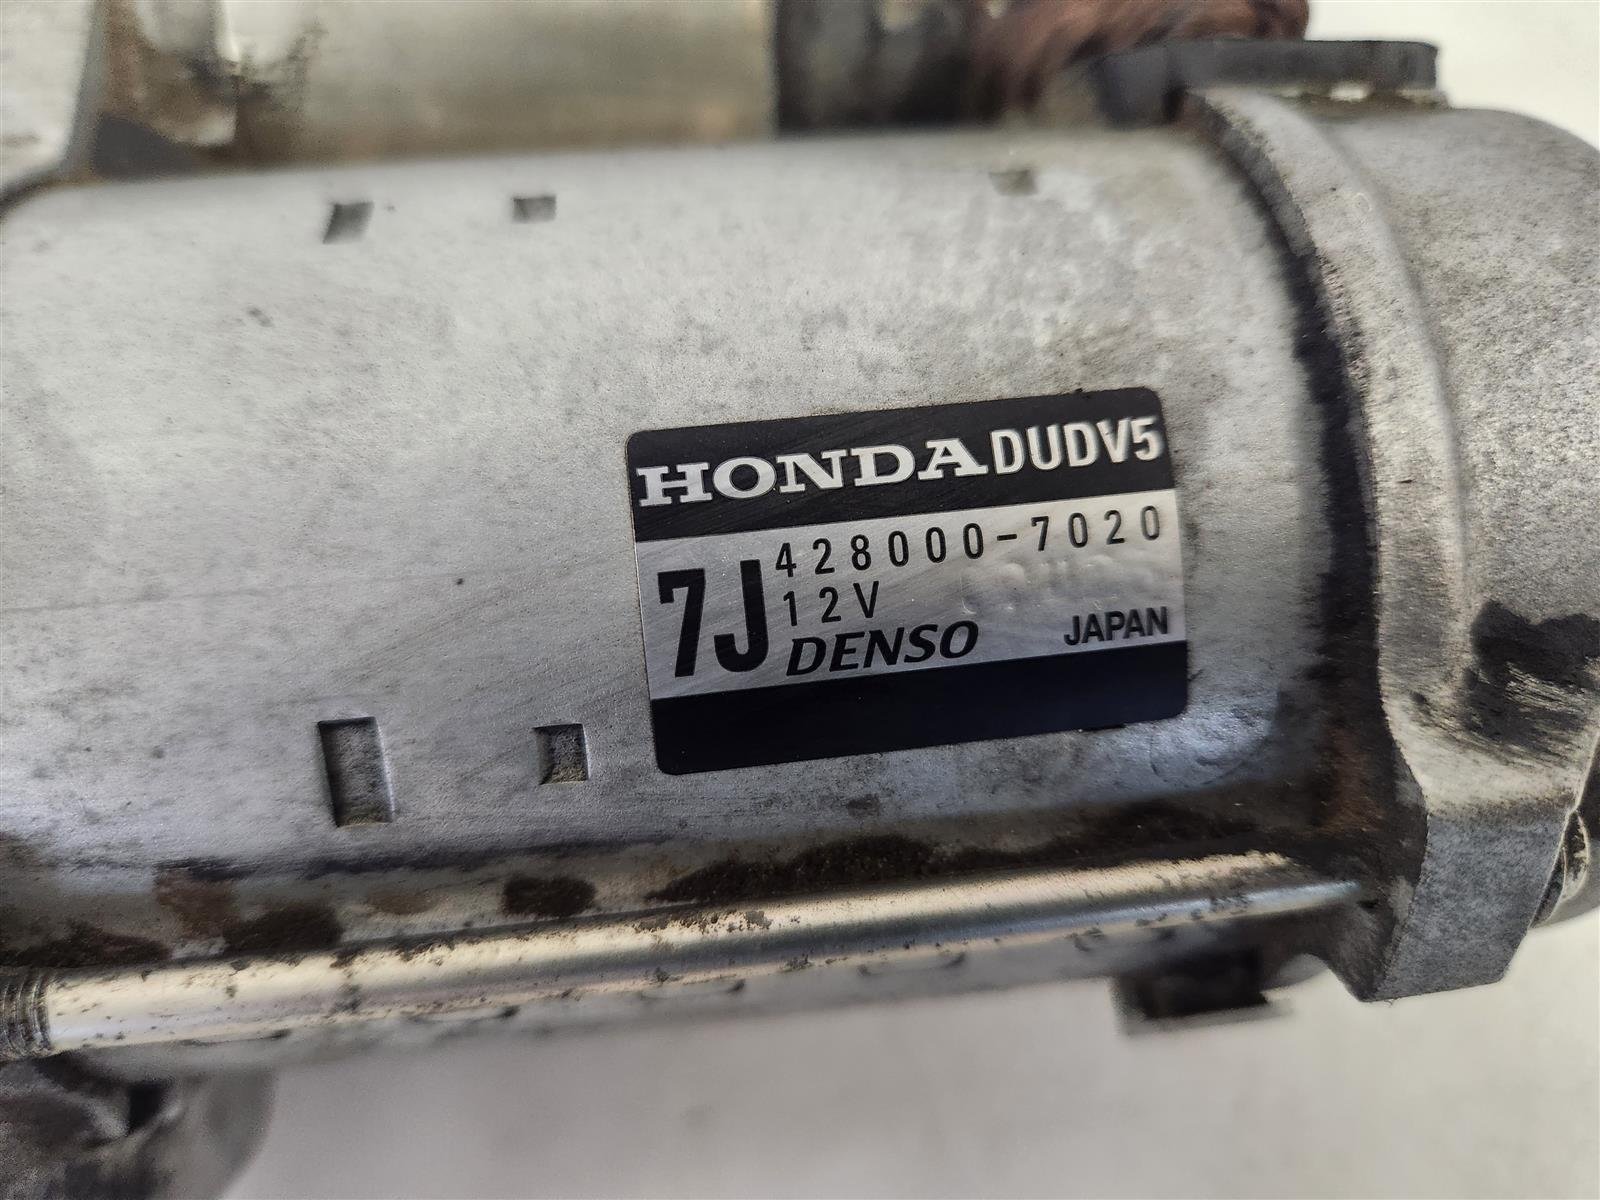 HONDA DUDV5
7J 428000-7020
12V
DENSO JAPAN